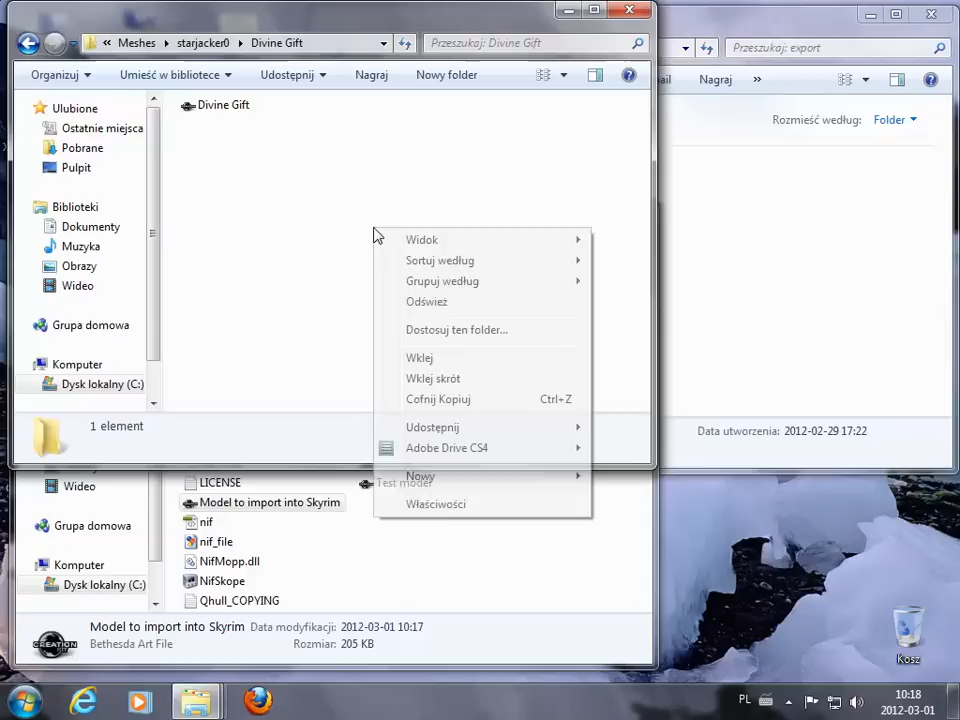 « Meshes ▸ starjacker0 ▸ Divine Gift
Przeszukaj: Divine Gift
Przeszukaj: export
Organizuj
Umieść w bibliotece
Udostępnij
Nagraj
Nowy folder
ail
Nagraj
»
Rozmieść według:
Folder
Ulubione
Ostatnie miejsca
Pobrane
Pulpit
Biblioteki
Dokumenty
Muzyka
Obrazy
Wideo
Grupa domowa
Komputer
Dysk lokalny (C:)
Divine Gift
1 element
Widok
Sortuj według
Grupuj według
Odśwież
Dostosuj ten folder...
Wklej
Wklej skrót
Cofnij Kopiuj
Ctrl+Z
Udostępnij
Adobe Drive CS4
Nowy
Właściwości
Data utworzenia: 2012-02-29 17:22
Wideo
Grupa domowa
Komputer
Dysk lokalny (C:)
LICENSE
Model to import into Skyrim
nif
nif_file
NifMopp.dll
NifSkope
Qhull_COPYING
Test moder
CREATION
Model to import into Skyrim
Data modyfikacji: 2012-03-01 10:17
Bethesda Art File
Rozmiar: 205 KB
Kosz
PL
10:18
2012-03-01